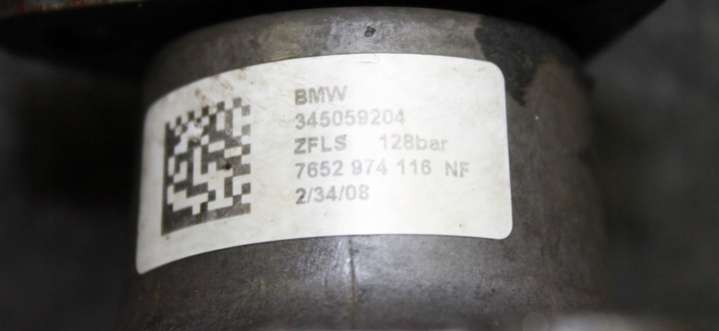 BMW
345059204
ZFLS 128bar
7652 974 116 NF
2/34/08